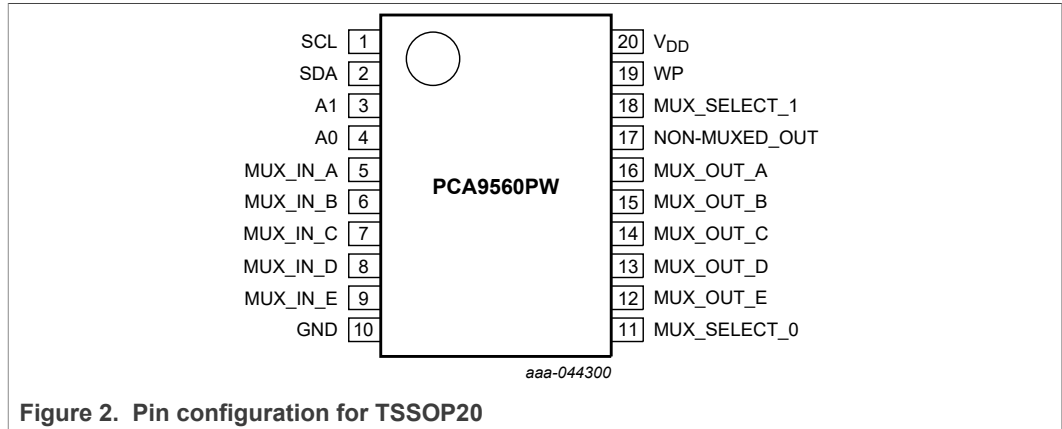 SCL 1 20 VDD
SDA 2 19 WP
A1 3 18 MUX_SELECT_1
A0 4 17 NON-MUXED_OUT
MUX_IN_A 5 16 MUX_OUT_A
MUX_IN_B 6 PCA9560PW 15 MUX_OUT_B
MUX_IN_C 7 14 MUX_OUT_C
MUX_IN_D 8 13 MUX_OUT_D
MUX_IN_E 9 12 MUX_OUT_E
GND 10 11 MUX_SELECT_0
aaa-044300
Figure 2. Pin configuration for TSSOP20